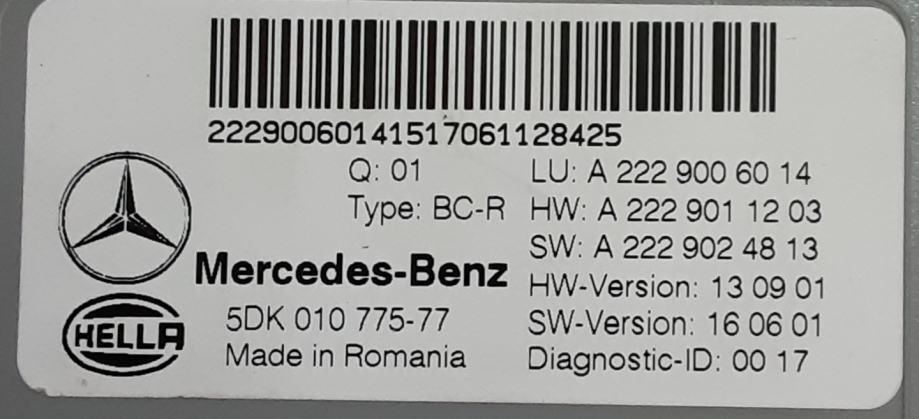 22290060141517061128425
Q: 01 LU: A 222 900 60 14
Type: BC-R HW: A 222 901 12 03
SW: A 222 902 48 13
Mercedes-Benz HW-Version: 13 09 01
HELLA 5DK 010 775-77 SW-Version: 16 06 01
Made in Romania Diagnostic-ID: 00 17